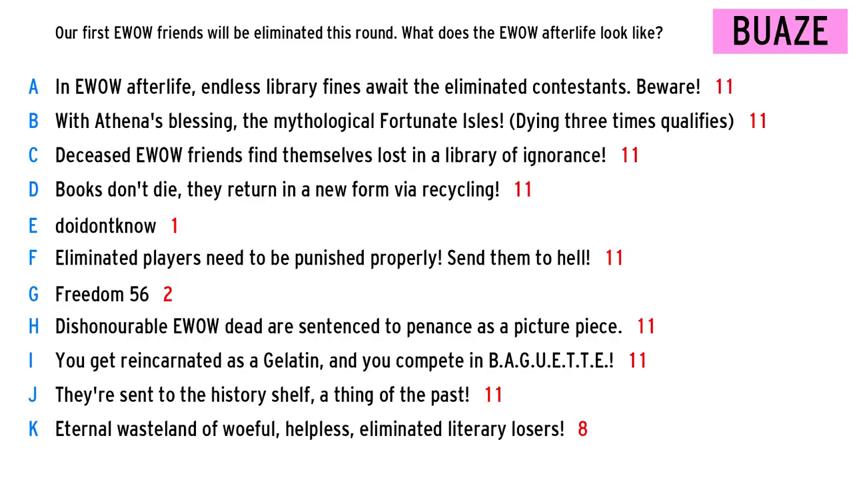 Our first EWOW friends will be eliminated this round. What does the EWOW afterlife look like?
BUAZE
A In EWOW afterlife, endless library fines await the eliminated contestants. Beware! 11
B With Athena's blessing, the mythological Fortunate Isles! (Dying three times qualifies) 11
C Deceased EWOW friends find themselves lost in a library of ignorance! 11
D Books don't die, they return in a new form via recycling! 11
E doidontknow 1
F Eliminated players need to be punished properly! Send them to hell! 11
G Freedom 56 2
H Dishonourable EWOW dead are sentenced to penance as a picture piece. 11
I You get reincarnated as a Gelatin, and you compete in B.A.G.U.E.T.T.E.! 11
J They're sent to the history shelf, a thing of the past! 11
K Eternal wasteland of woeful, helpless, eliminated literary losers! 8